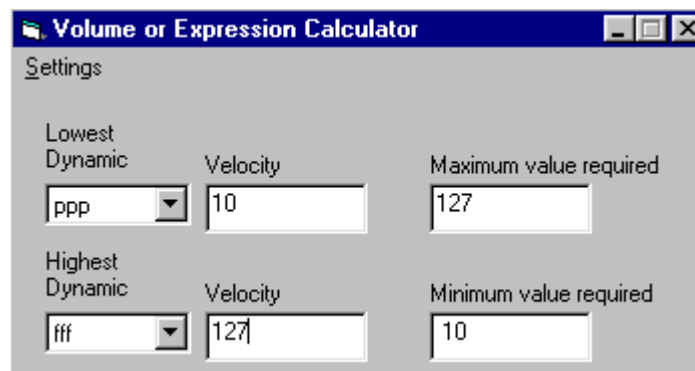 Volume or Expression Calculator
Settings
Lowest
Dynamic
Velocity
Maximum value required
ppp
10
127
Highest
Dynamic
Velocity
Minimum value required
fff
127
10